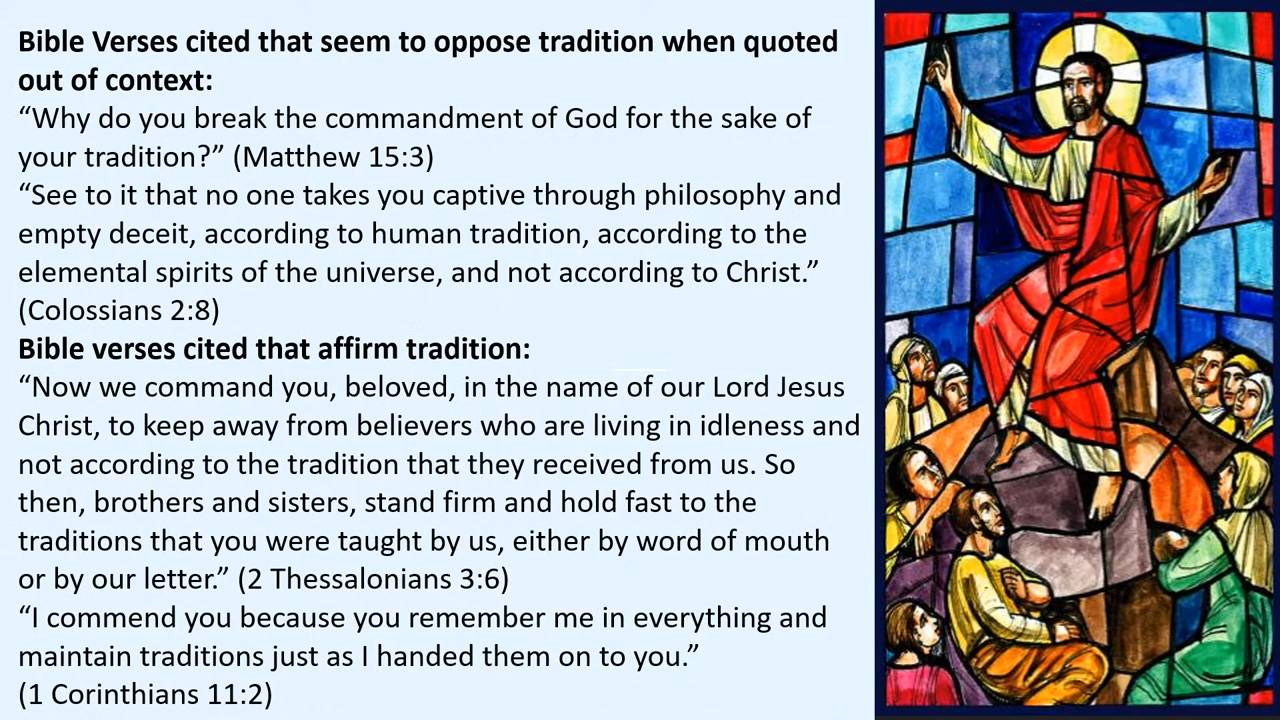 Bible Verses cited that seem to oppose tradition when quoted
out of context:
“Why do you break the commandment of God for the sake of
your tradition?” (Matthew 15:3)
“See to it that no one takes you captive through philosophy and
empty deceit, according to human tradition, according to the
elemental spirits of the universe, and not according to Christ.”
(Colossians 2:8)
Bible verses cited that affirm tradition:
“Now we command you, beloved, in the name of our Lord Jesus
Christ, to keep away from believers who are living in idleness and
not according to the tradition that they received from us. So
then, brothers and sisters, stand firm and hold fast to the
traditions that you were taught by us, either by word of mouth
or by our letter.” (2 Thessalonians 3:6)
“I commend you because you remember me in everything and
maintain traditions just as I handed them on to you.”
(1 Corinthians 11:2)